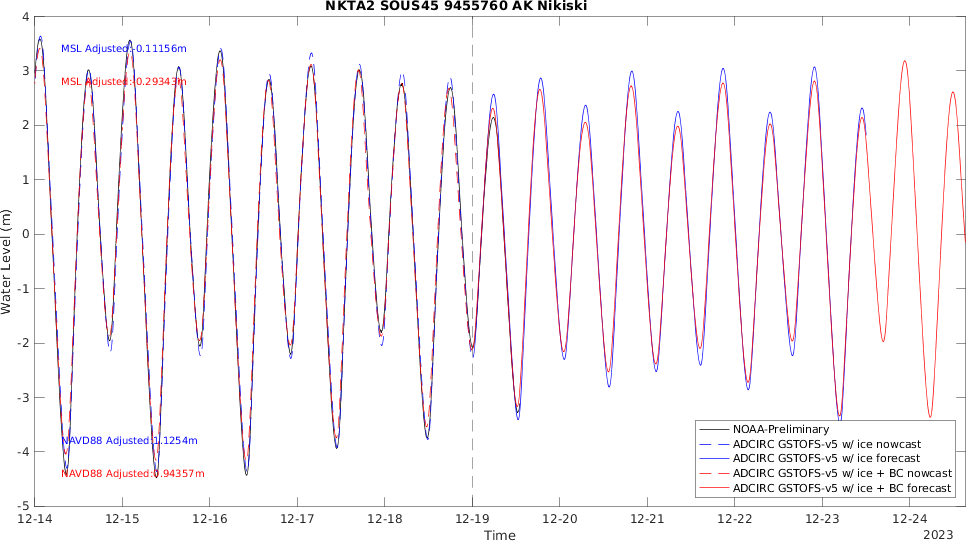 NKTA2 SOUS45 9455760 AK Nikiski
4
3
2
1
0
-1
-2
-3
-4
-5
Water Level (m)
MSL Adjusted:-0.11156m
MSL Adjusted:-0.29343m
NAVD88 Adjusted:1.1254m
NAVD88 Adjusted:0.94357m
NOAA-Preliminary
ADCIRC GSTOFS-v5 w/ ice nowcast
ADCIRC GSTOFS-v5 w/ ice forecast
ADCIRC GSTOFS-v5 w/ ice + BC nowcast
ADCIRC GSTOFS-v5 w/ ice + BC forecast
12-14 12-15 12-16 12-17 12-18 12-19 12-20 12-21 12-22 12-23 12-24
Time
2023